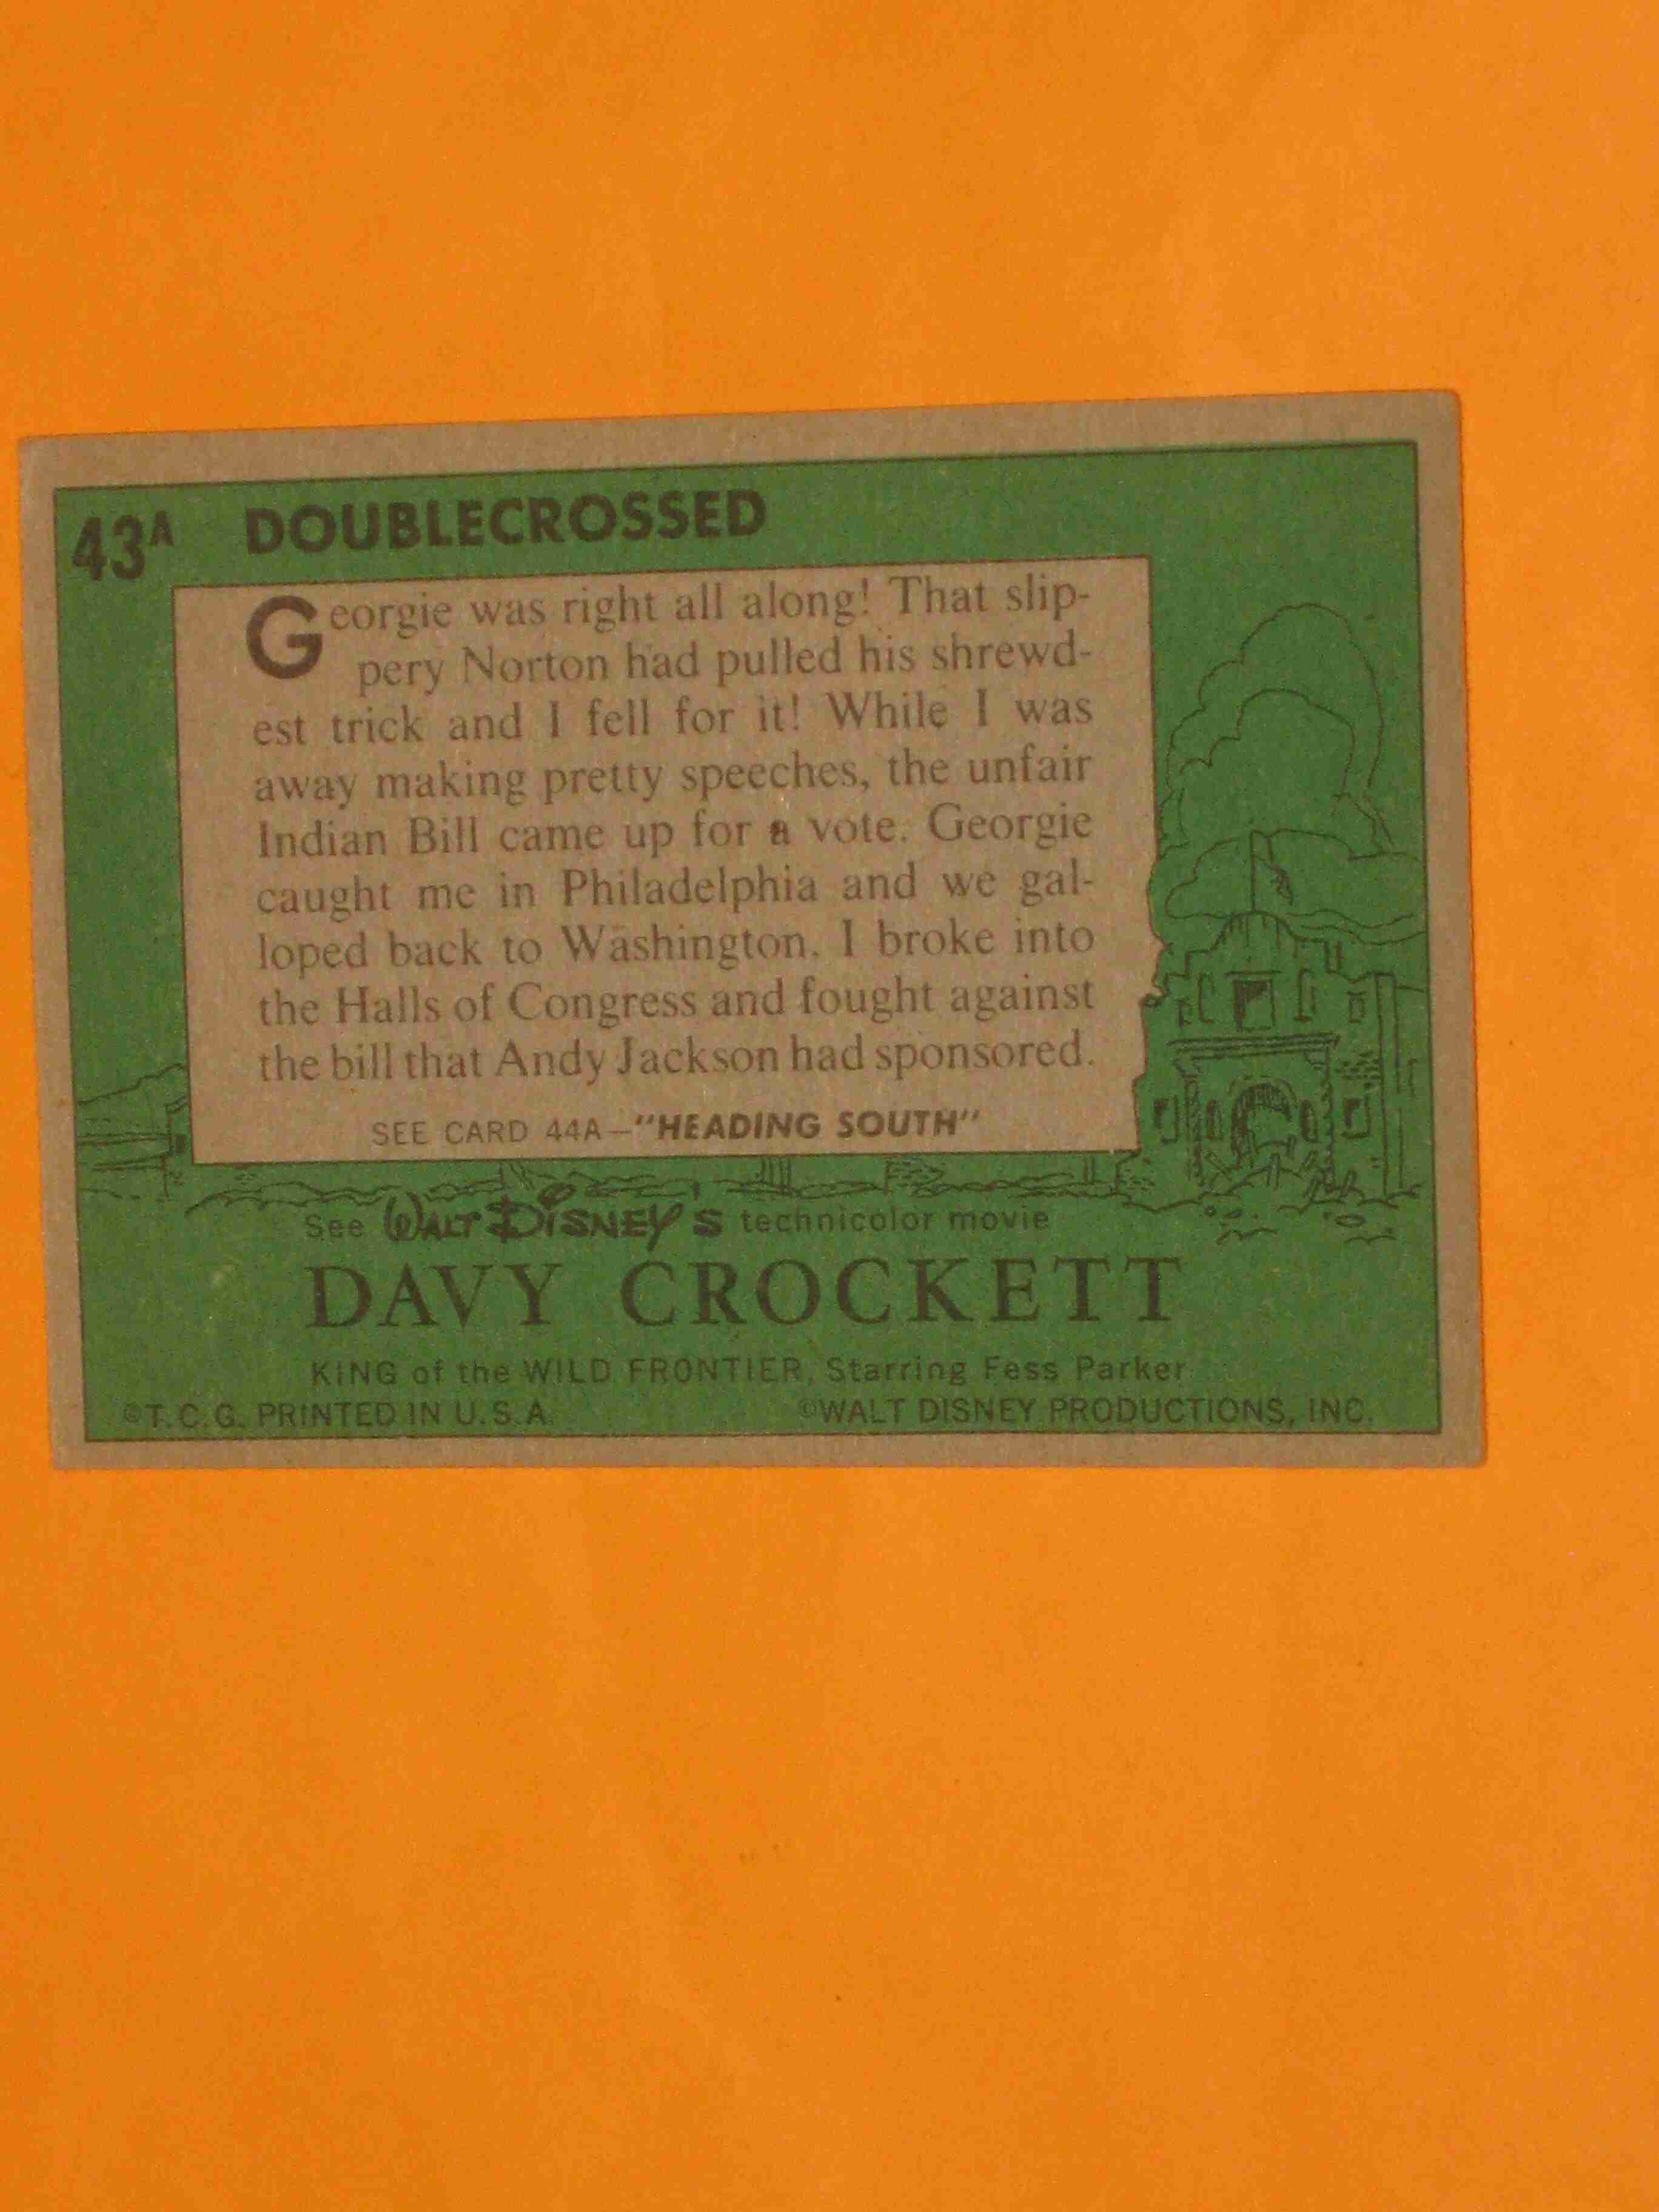 43A DOUBLECROSSED
Georgie was right all along! That slip-
pery Norton had pulled his shrewd-
est trick and I fell for it! While I was
away making pretty speeches, the unfair
Indian Bill came up for a vote. Georgie
caught me in Philadelphia and we gal-
loped back to Washington. I broke into
the Halls of Congress and fought against
the bill that Andy Jackson had sponsored.
SEE CARD 44A—"HEADING SOUTH"
See WALT DISNEY'S technicolor movie
DAVY CROCKETT
KING of the WILD FRONTIER, Starring Fess Parker
©T.C.G. PRINTED IN U.S.A. ©WALT DISNEY PRODUCTIONS, INC.